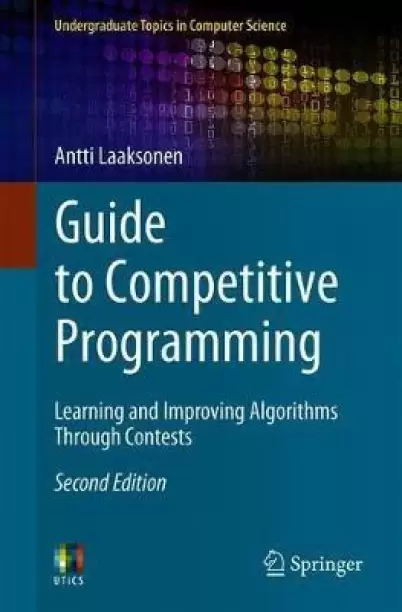 Undergraduate Topics in Computer Science
Antti Laaksonen
Guide
to Competitive
Programming
Learning and Improving Algorithms
Through Contests
Second Edition
UTiCS
Springer